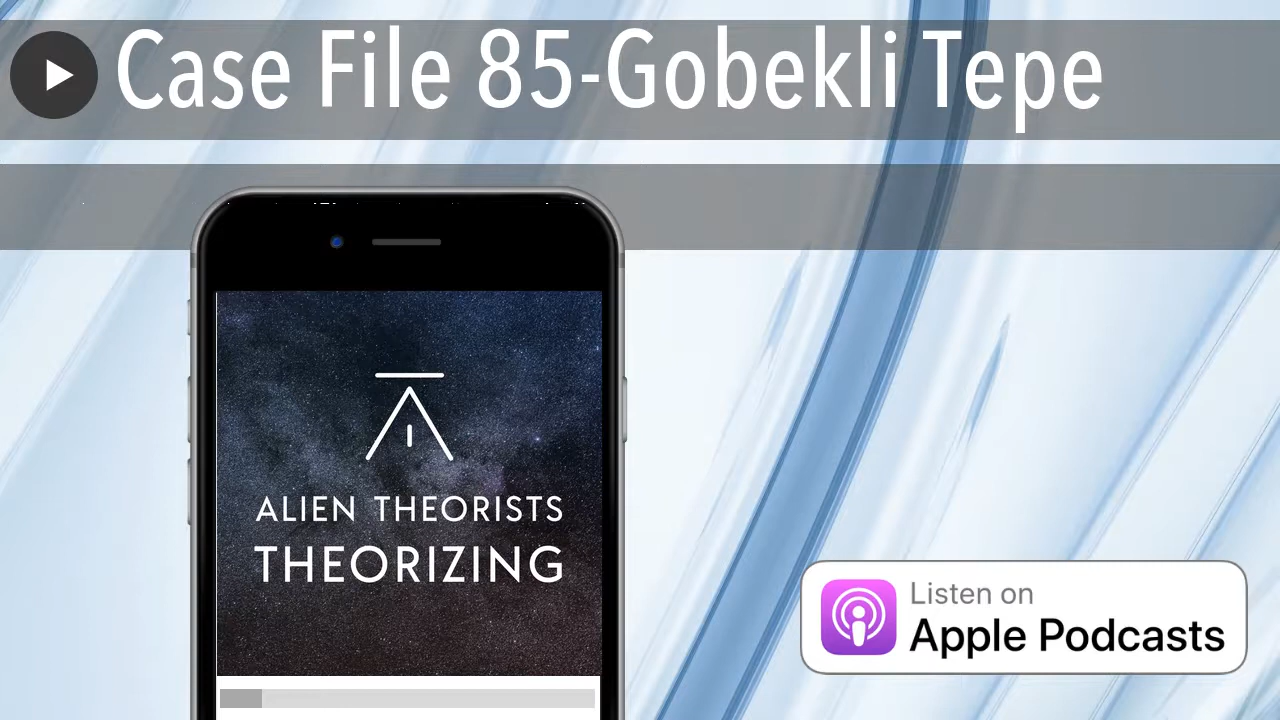 Case File 85-Gobekli Tepe
ALIEN THEORISTS
THEORIZING
Listen on
Apple Podcasts